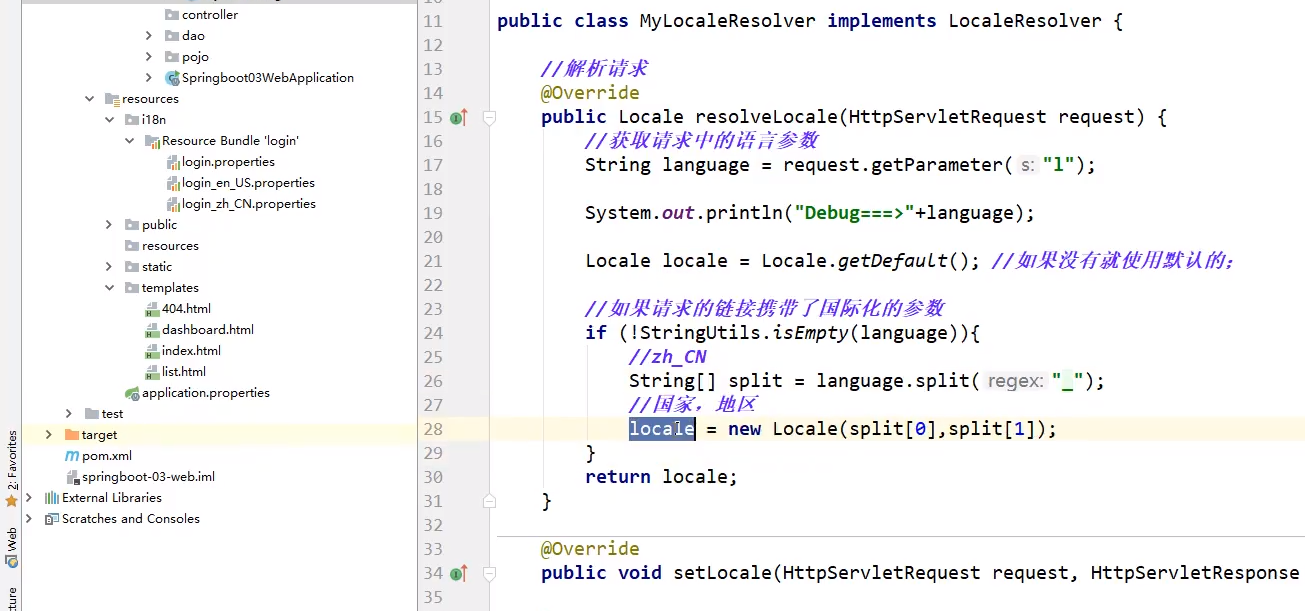 controller
dao
pojo
Springboot03WebApplication
resources
i18n
Resource Bundle 'login'
login.properties
login_en_US.properties
login_zh_CN.properties
public
resources
static
templates
404.html
dashboard.html
index.html
list.html
application.properties
test
target
pom.xml
springboot-03-web.iml
External Libraries
Scratches and Consoles
2: Favorites
Web
11 public class MyLocaleResolver implements LocaleResolver {
12
13 //解析请求
14 @Override
15 public Locale resolveLocale(HttpServletRequest request) {
16 //获取请求中的语言参数
17 String language = request.getParameter( s: "l");
18
19 System.out.println("Debug===>"+language);
20
21 Locale locale = Locale.getDefault(); //如果没有就使用默认的;
22
23 //如果请求的链接携带了国际化的参数
24 if (!StringUtils.isEmpty(language)){
25 //zh_CN
26 String[] split = language.split( regex: "_");
27 //国家，地区
28 locale = new Locale(split[0],split[1]);
29 }
30 return locale;
31 }
32
33 @Override
34 public void setLocale(HttpServletRequest request, HttpServletResponse
35